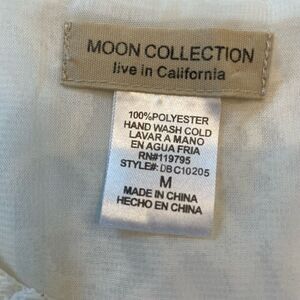 MOON COLLECTION
live in California
100%POLYESTER
HAND WASH COLD
LAVAR A MANO
EN AGUA FRIA
RN#119795
STYLE#: DBC10205
M
MADE IN CHINA
HECHO EN CHINA